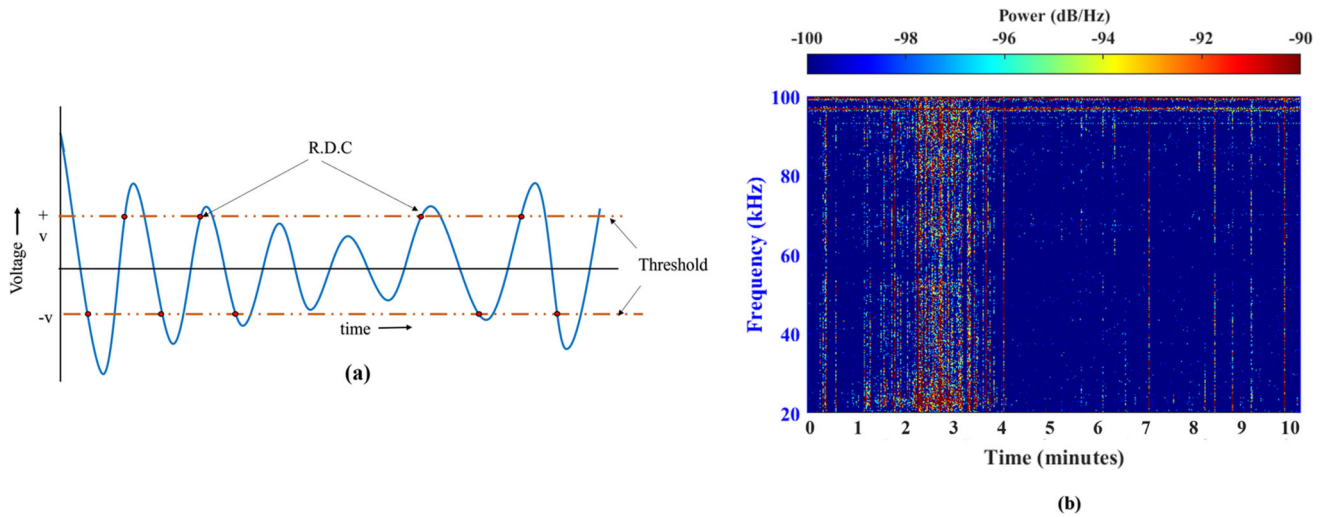 R.D.C
Voltage
+
v
-v
Threshold
time
(a)
Power (dB/Hz)
-100 -98 -96 -94 -92 -90
Frequency (kHz)
100
80
60
40
20
0 1 2 3 4 5 6 7 8 9 10
Time (minutes)
(b)